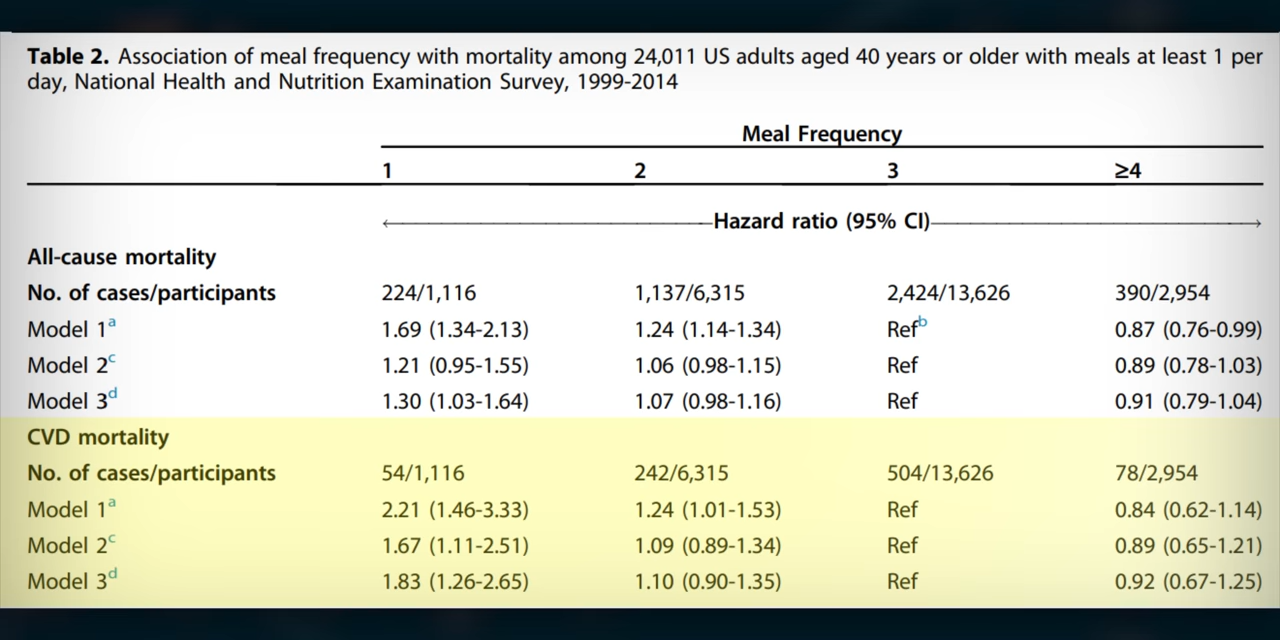 Table 2. Association of meal frequency with mortality among 24,011 US adults aged 40 years or older with meals at least 1 per
day, National Health and Nutrition Examination Survey, 1999-2014
Meal Frequency
1 2 3 ≥4
Hazard ratio (95% CI)
All-cause mortality
No. of cases/participants 224/1,116 1,137/6,315 2,424/13,626 390/2,954
Model 1a 1.69 (1.34-2.13) 1.24 (1.14-1.34) Refb 0.87 (0.76-0.99)
Model 2c 1.21 (0.95-1.55) 1.06 (0.98-1.15) Ref 0.89 (0.78-1.03)
Model 3d 1.30 (1.03-1.64) 1.07 (0.98-1.16) Ref 0.91 (0.79-1.04)
CVD mortality
No. of cases/participants 54/1,116 242/6,315 504/13,626 78/2,954
Model 1a 2.21 (1.46-3.33) 1.24 (1.01-1.53) Ref 0.84 (0.62-1.14)
Model 2c 1.67 (1.11-2.51) 1.09 (0.89-1.34) Ref 0.89 (0.65-1.21)
Model 3d 1.83 (1.26-2.65) 1.10 (0.90-1.35) Ref 0.92 (0.67-1.25)